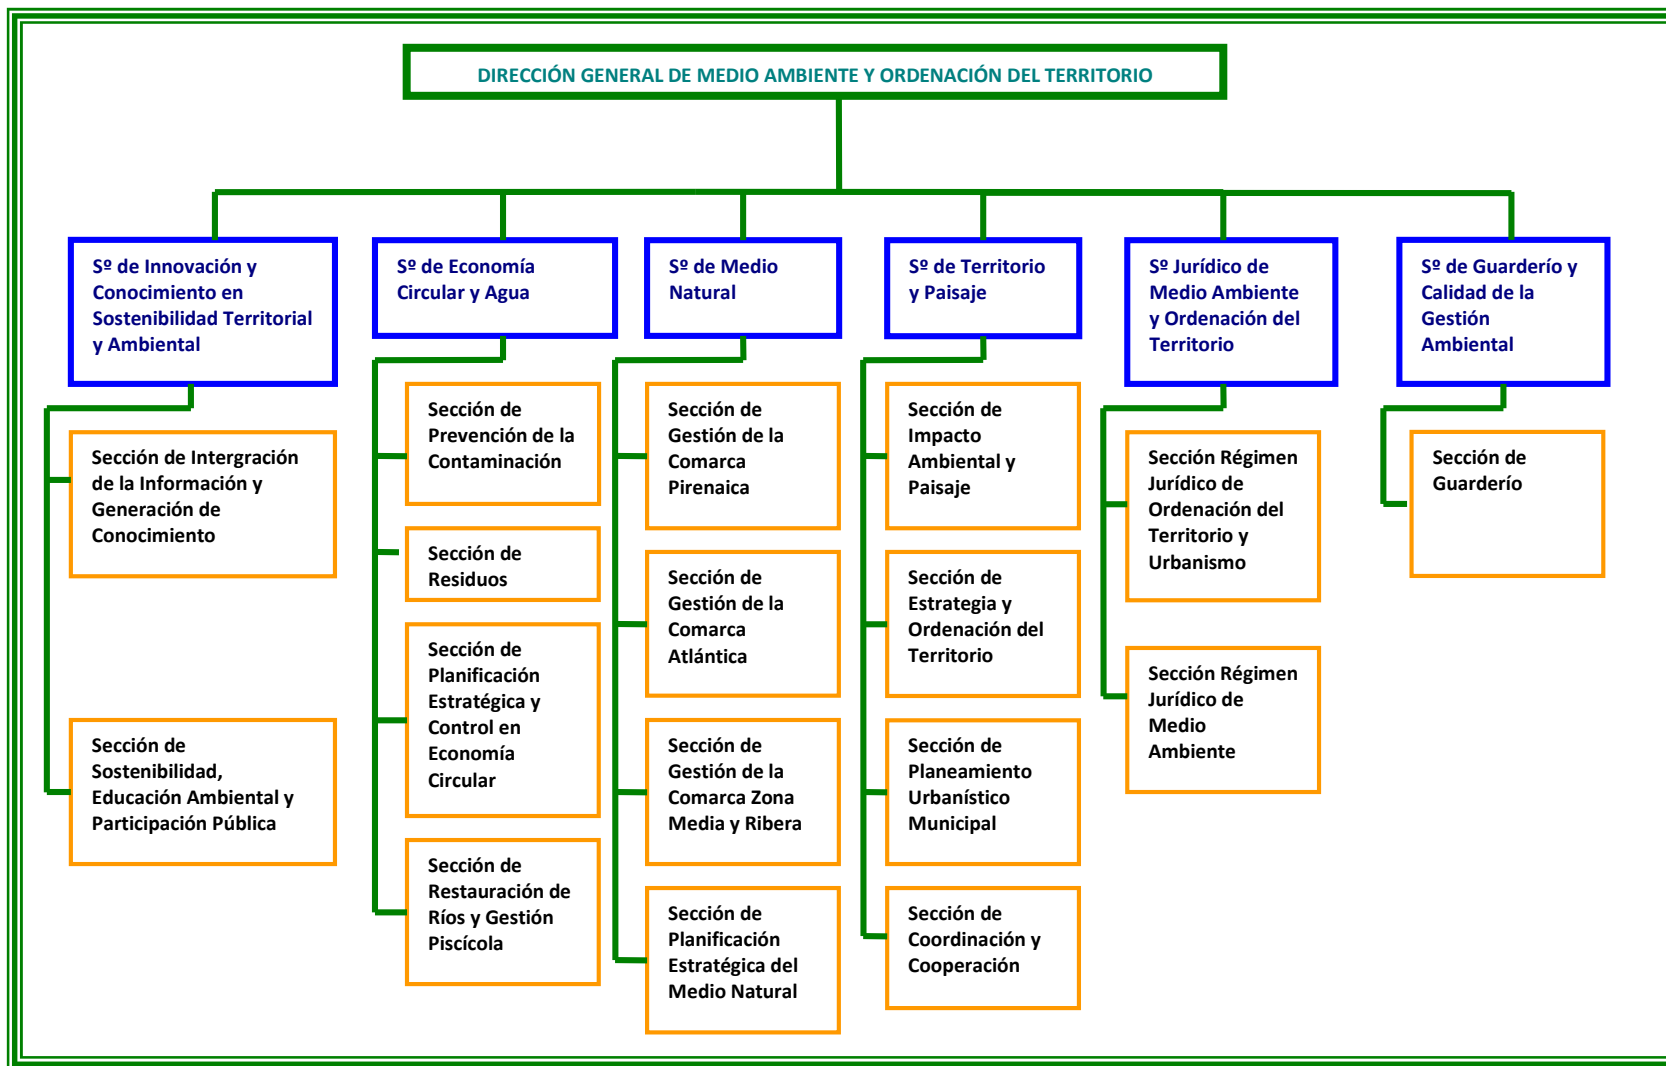 DIRECCIÓN GENERAL DE MEDIO AMBIENTE Y ORDENACIÓN DEL TERRITORIO
Sº de Innovación y
Conocimiento en
Sostenibilidad Territorial
y Ambiental
Sección de Intergración
de la Información y
Generación de
Conocimiento
Sección de
Sostenibilidad,
Educación Ambiental y
Participación Pública
Sº de Economía
Circular y Agua
Sección de
Prevención de la
Contaminación
Sección de
Residuos
Sección de
Planificación
Estratégica y
Control en
Economía
Circular
Sección de
Restauración de
Ríos y Gestión
Piscícola
Sº de Medio
Natural
Sección de
Gestión de la
Comarca
Pirenaica
Sección de
Gestión de la
Comarca
Atlántica
Sección de
Gestión de la
Comarca Zona
Media y Ribera
Sección de
Planificación
Estratégica del
Medio Natural
Sº de Territorio
y Paisaje
Sección de
Impacto
Ambiental y
Paisaje
Sección de
Estrategia y
Ordenación del
Territorio
Sección de
Planeamiento
Urbanístico
Municipal
Sección de
Coordinación y
Cooperación
Sº Jurídico de
Medio Ambiente
y Ordenación del
Territorio
Sección Régimen
Jurídico de
Ordenación del
Territorio y
Urbanismo
Sección Régimen
Jurídico de
Medio
Ambiente
Sº de Guarderío y
Calidad de la
Gestión
Ambiental
Sección de
Guarderío